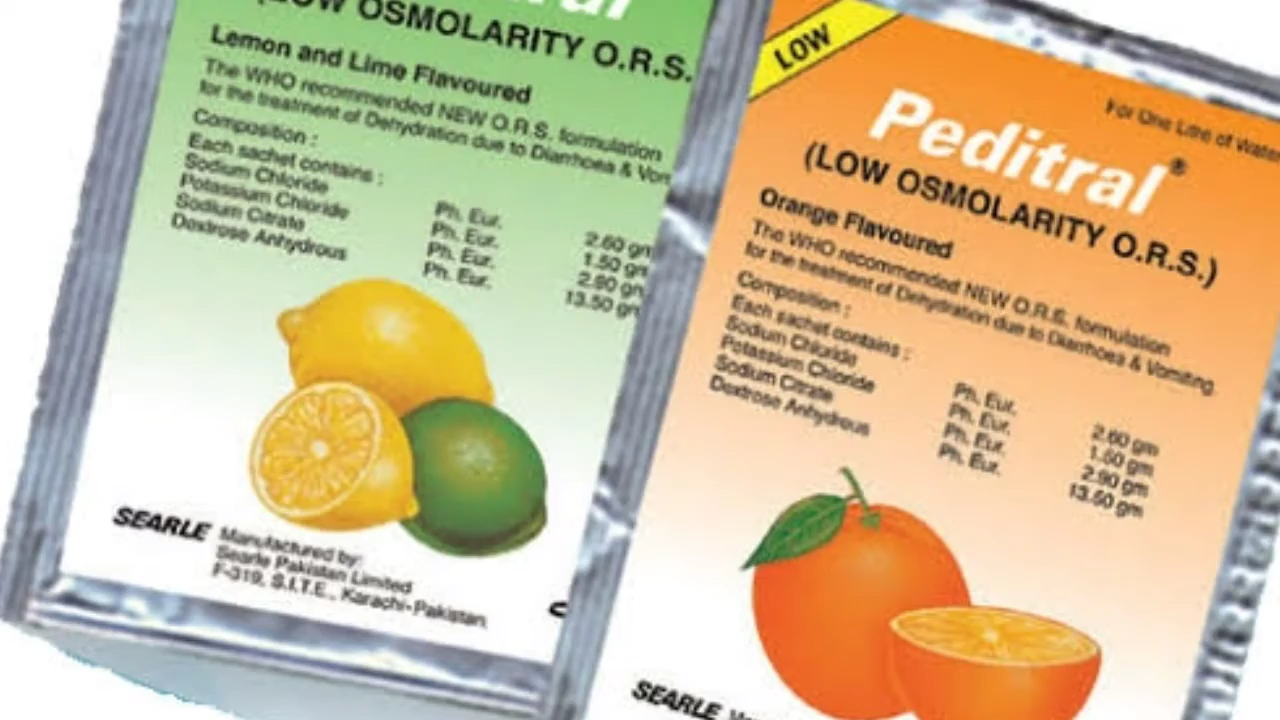 (LOW OSMOLARITY O.R.S.
Lemon and Lime Flavoured
The WHO recommended NEW O.R.S. formulation
for the treatment of Dehydration due to Diarrhoea & Vom
Composition :
Each sachet contains :
Sodium Chloride Ph. Eur. 2.60 gm
Potassium Chloride Ph. Eur. 1.50 gm
Sodium Citrate Ph. Eur. 2.90 gm
Dextrose Anhydrous Ph. Eur. 13.50 gm
SEARLE
Manufactured by:
Searle Pakistan Limited
F-319, S.I.T.E., Karachi-Pakistan
LOW
For One Litre of Water
Peditral®
(LOW OSMOLARITY O.R.S.)
Orange Flavoured
The WHO recommended NEW O.R.S. formulation
for the treatment of Dehydration due to Diarrhoea & Vomiting.
Composition :
Each sachet contains :
Sodium Chloride Ph. Eur. 2.60 gm
Potassium Chloride Ph. Eur. 1.50 gm
Sodium Citrate Ph. Eur. 2.90 gm
Dextrose Anhydrous Ph. Eur. 13.50 gm
SEARLE